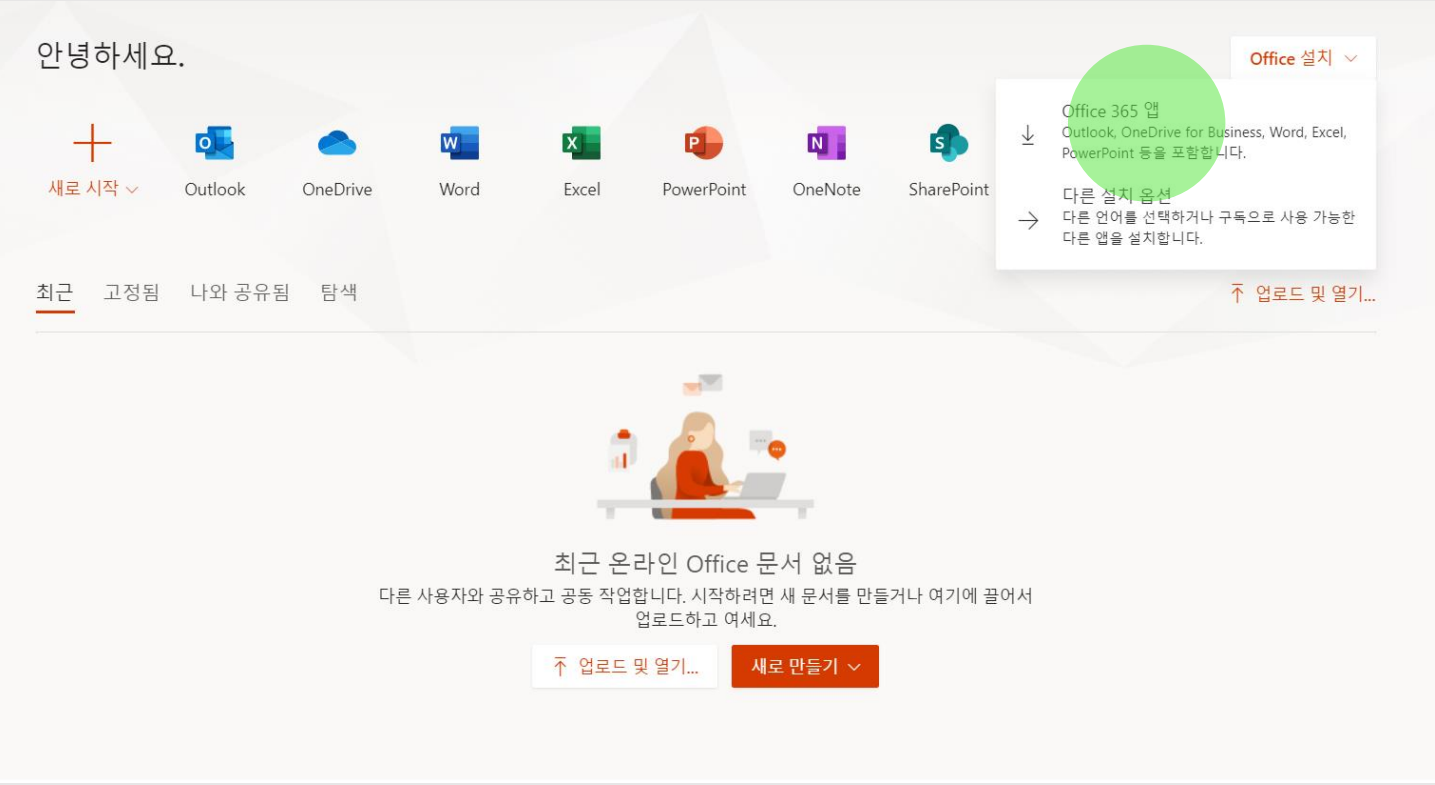 안녕하세요.
Office 설치
Office 365 앱
Outlook, OneDrive for Business, Word, Excel,
PowerPoint 등을 포함합니다.
다른 설치 옵션
다른 언어를 선택하거나 구독으로 사용 가능한
다른 앱을 설치합니다.
새로 시작
Outlook
OneDrive
Word
Excel
PowerPoint
OneNote
SharePoint
최근
고정됨
나와 공유됨
탐색
업로드 및 열기...
최근 온라인 Office 문서 없음
다른 사용자와 공유하고 공동 작업합니다. 시작하려면 새 문서를 만들거나 여기에 끌어서
업로드하고 여세요.
업로드 및 열기...
새로 만들기